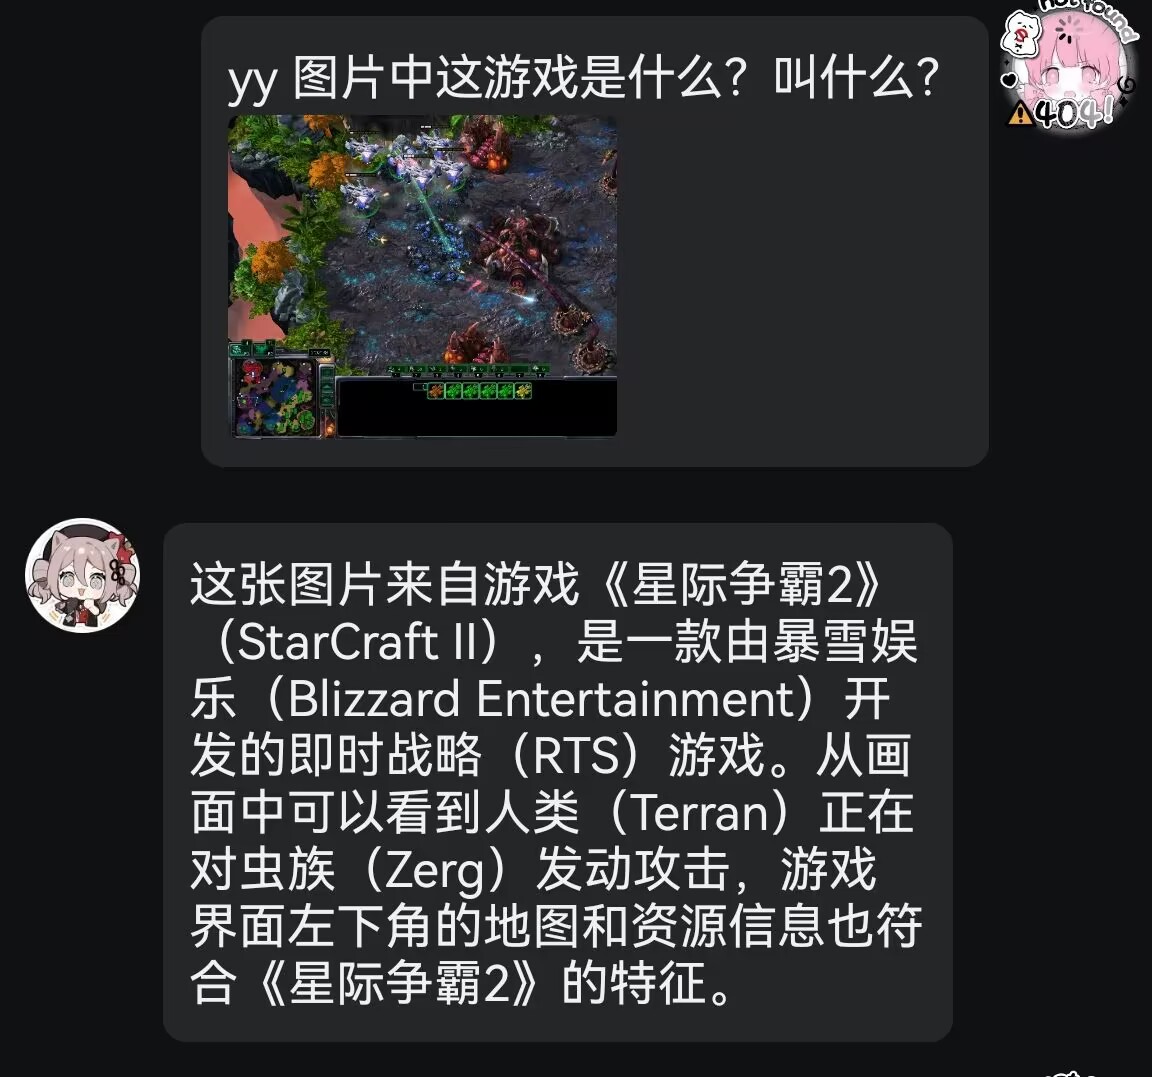 not found
404!
yy 图片中这游戏是什么？叫什么？
这张图片来自游戏《星际争霸2》
（StarCraft II），是一款由暴雪娱
乐（Blizzard Entertainment）开
发的即时战略（RTS）游戏。从画
面中可以看到人类（Terran）正在
对虫族（Zerg）发动攻击，游戏
界面左下角的地图和资源信息也符
合《星际争霸2》的特征。